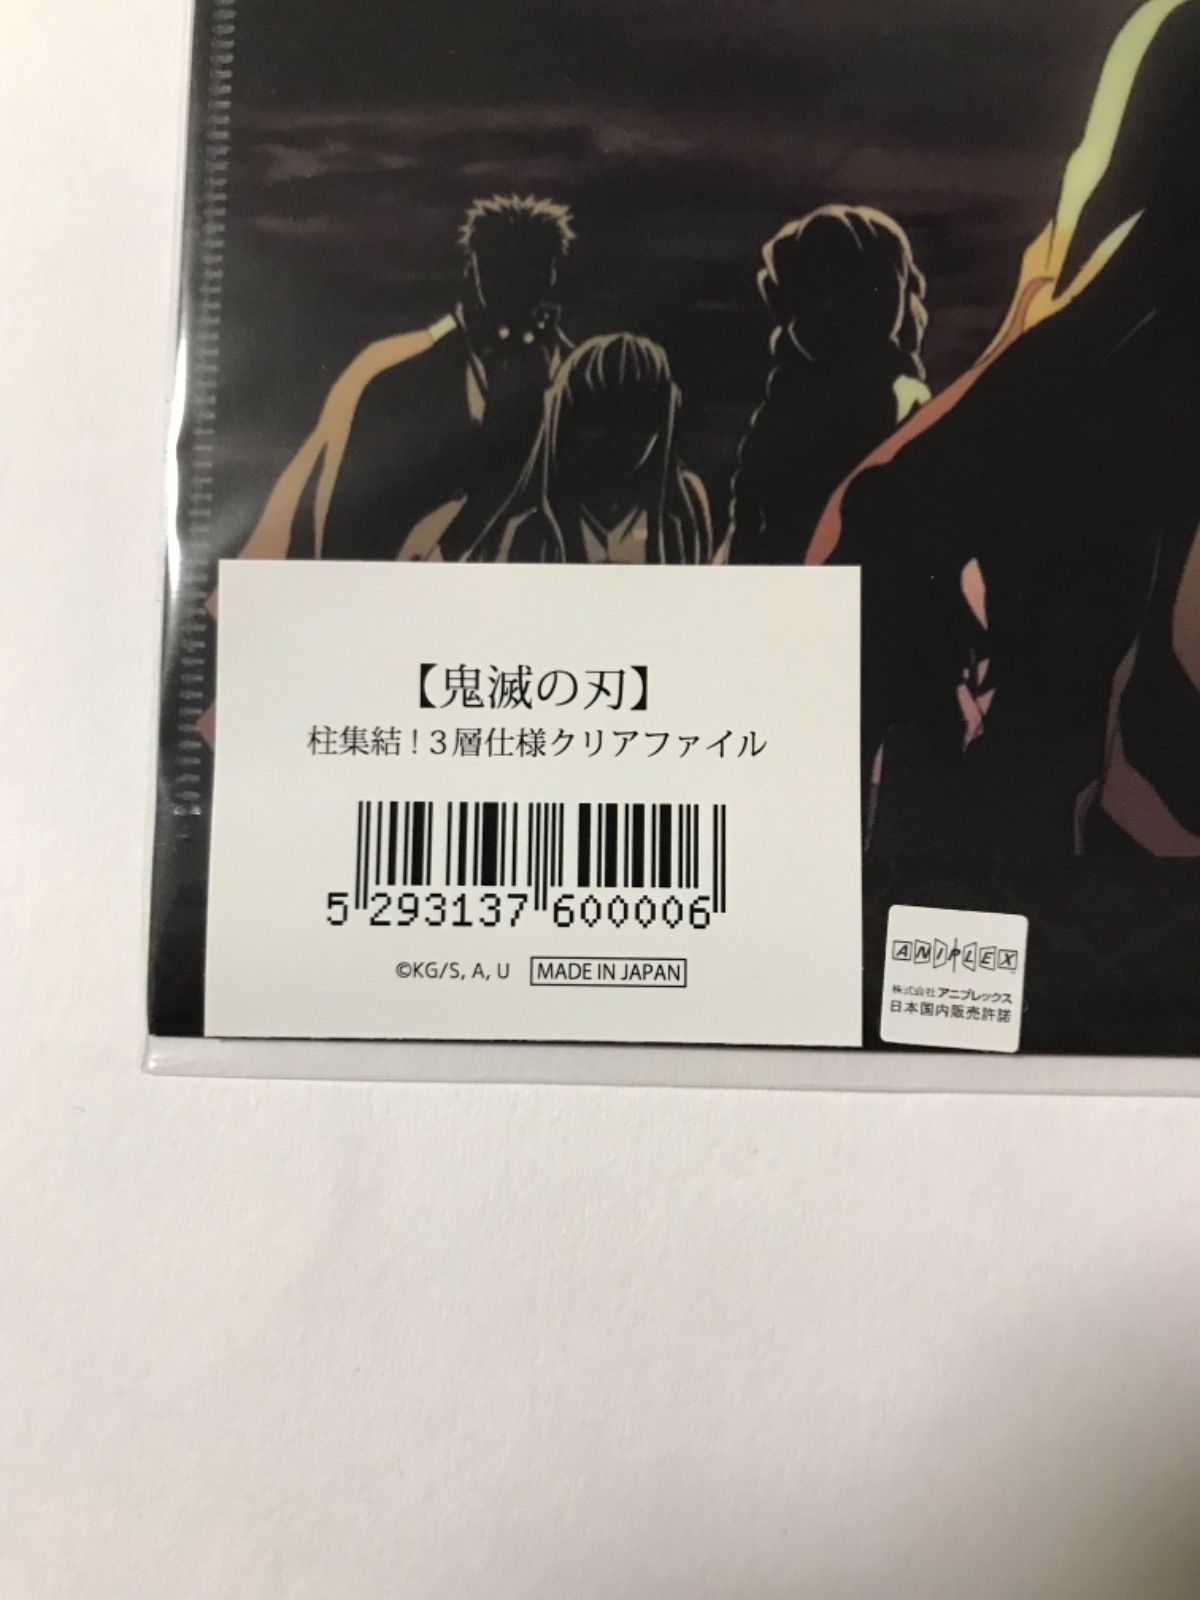 【鬼滅の刃】
柱集結!3層仕様クリアファイル
5 293137 600006
©KG/S, A, U MADE IN JAPAN
ANIPLEX
株式会社アニプレックス
日本国内販売許諾